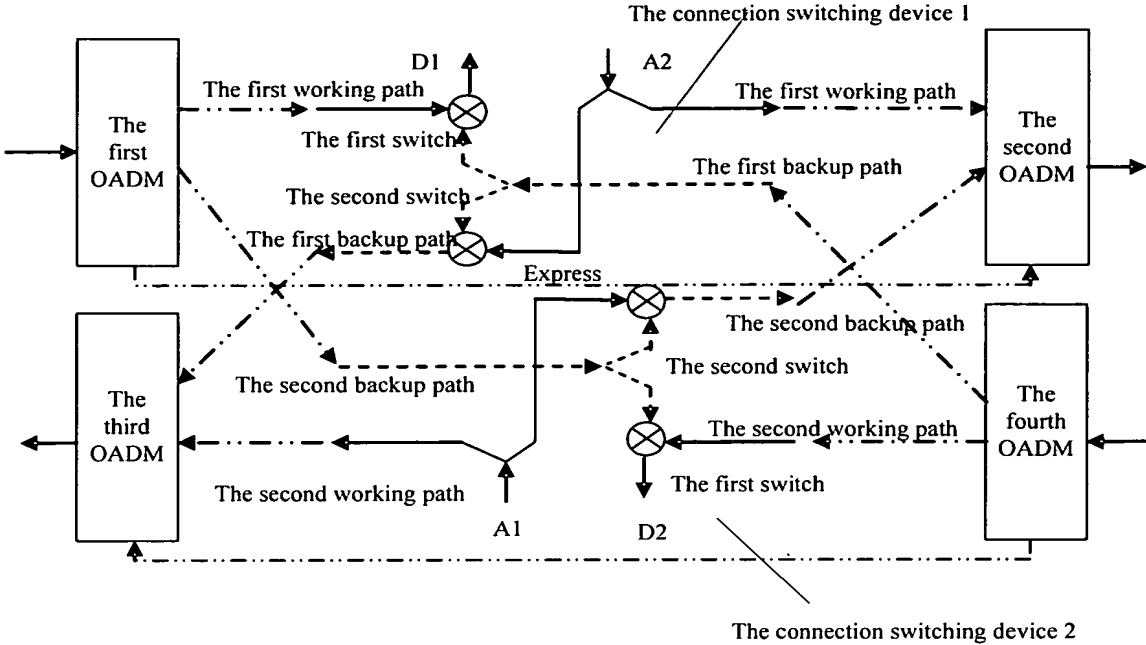 The connection switching device 1
D1
A2
The first working path
The first working path
The
first
OADM
The
second
OADM
The first switch
The first backup path
The second switch
The first backup path
Express
The second backup path
The second switch
The second backup path
The
third
OADM
The
fourth
OADM
The second working path
The second working path
The first switch
A1
D2
The connection switching device 2